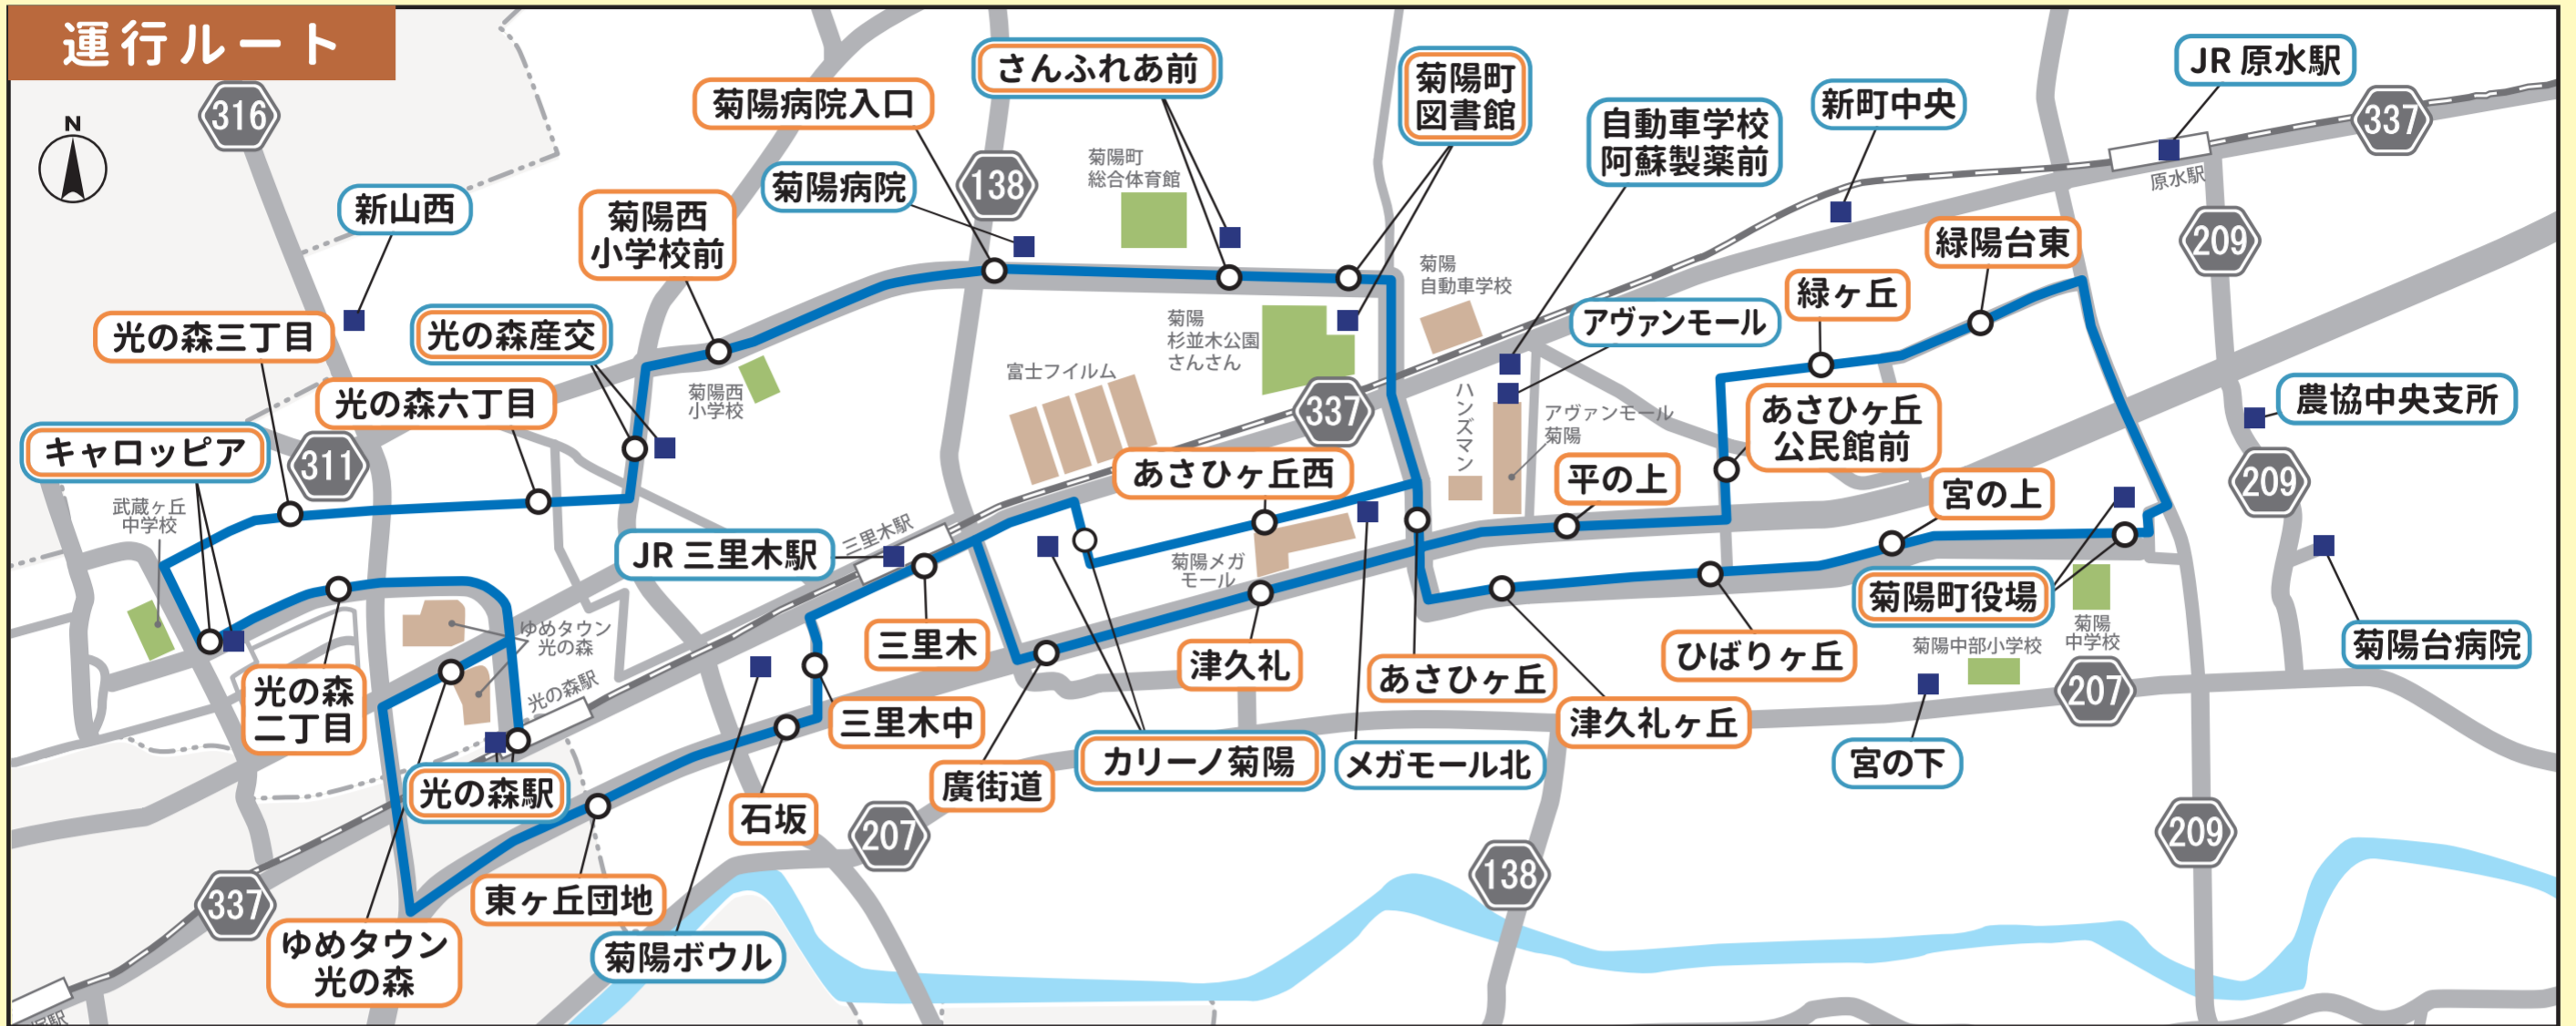 運行ルート
N
316
138
337
209
311
337
209
207
207
138
209
337
JR 原水駅
さんふれあ前
菊陽町
図書館
菊陽病院入口
新町中央
自動車学校
阿蘇製薬前
菊陽町
総合体育館
菊陽病院
原水駅
新山西
菊陽西
小学校前
緑陽台東
菊陽
自動車学校
緑ヶ丘
光の森三丁目
光の森産交
菊陽
杉並木公園
さんさん
アヴァンモール
富士フイルム
光の森六丁目
菊陽西
小学校
ハンズマン
アヴァンモール
菊陽
あさひヶ丘
公民館前
農協中央支所
キャロッピア
あさひヶ丘西
平の上
宮の上
武蔵ヶ丘
中学校
三里木駅
JR 三里木駅
菊陽メガ
モール
菊陽町役場
ゆめタウン
光の森
三里木
津久礼
あさひヶ丘
ひばりヶ丘
菊陽中部小学校
菊陽
中学校
菊陽台病院
光の森
二丁目
光の森駅
三里木中
津久礼ヶ丘
光の森駅
廣街道
カリーノ菊陽
メガモール北
宮の下
石坂
東ヶ丘団地
ゆめタウン
光の森
菊陽ボウル